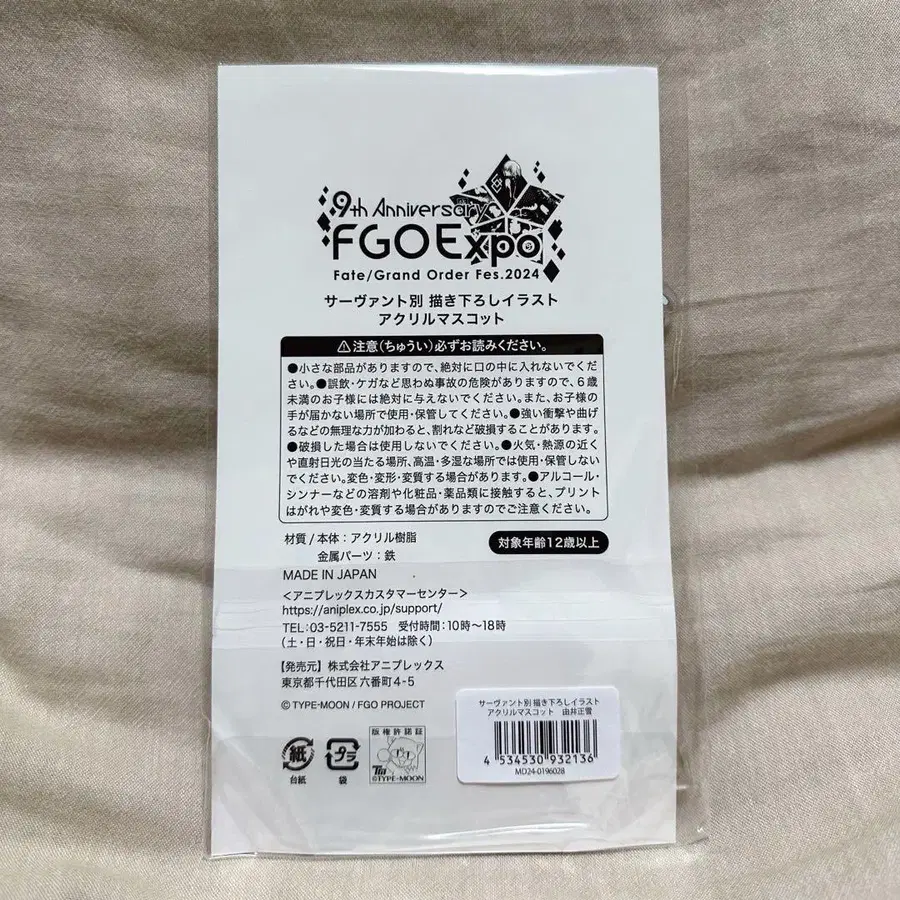 9th Anniversary
FGO Expo
Fate/Grand Order Fes.2024
サーヴァント別 描き下ろしイラスト
アクリルマスコット
⚠注意(ちゅうい)必ずお読みください。
●小さな部品がありますので、絶対に口の中に入れないでくだ
さい。●誤飲・ケガなど思わぬ事故の危険がありますので、6歳
未満のお子様には絶対に与えないでください。また、お子様の
手が届かない場所で使用・保管してください。●強い衝撃や曲げ
るなどの無理な力が加わると、割れなど破損することがあります。
●破損した場合は使用しないでください。●火気・熱源の近く
や直射日光の当たる場所、高温・多湿な場所では使用・保管しない
でください。変色・変形・変質する場合があります。●アルコール・
シンナーなどの溶剤や化粧品・薬品類に接触すると、プリント
はがれや変色・変質する場合がありますのでご注意ください。
材質/本体:アクリル樹脂
金属パーツ:鉄
対象年齢12歳以上
MADE IN JAPAN
<アニプレックスカスタマーセンター>
https://aniplex.co.jp/support/
TEL:03-5211-7555 受付時間:10時〜18時
(土・日・祝日・年末年始は除く)
【発売元】株式会社アニプレックス
東京都千代田区六番町4-5
© TYPE-MOON / FGO PROJECT
紙
台紙
プラ
袋
版権許諾証
TM
©TYPE-MOON
サーヴァント別 描き下ろしイラスト
アクリルマスコット 由井正雪
4 534530 932136
MD24-0196028